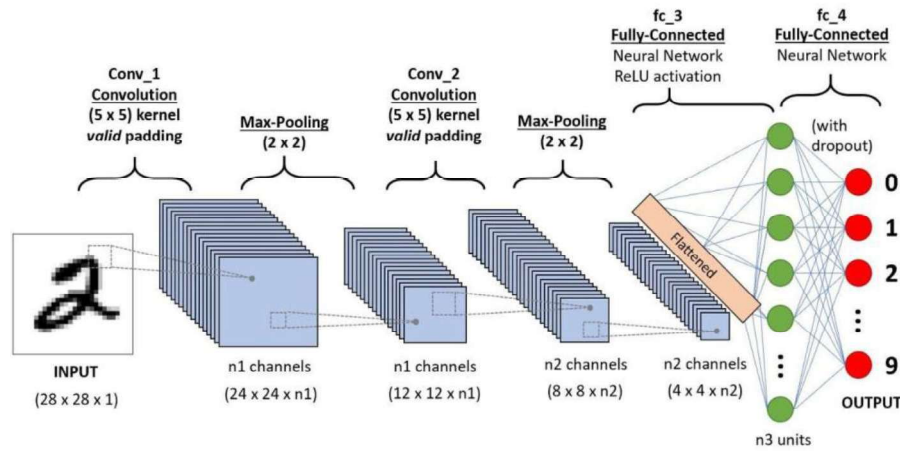 Conv_1
Convolution
(5 x 5) kernel
valid padding
Max-Pooling
(2 x 2)
Conv_2
Convolution
(5 x 5) kernel
valid padding
Max-Pooling
(2 x 2)
fc_3
Fully-Connected
Neural Network
ReLU activation
fc_4
Fully-Connected
Neural Network
(with
dropout)
Flattened
0
1
2
9
OUTPUT
2
INPUT
(28 x 28 x 1)
n1 channels
(24 x 24 x n1)
n1 channels
(12 x 12 x n1)
n2 channels
(8 x 8 x n2)
n2 channels
(4 x 4 x n2)
n3 units